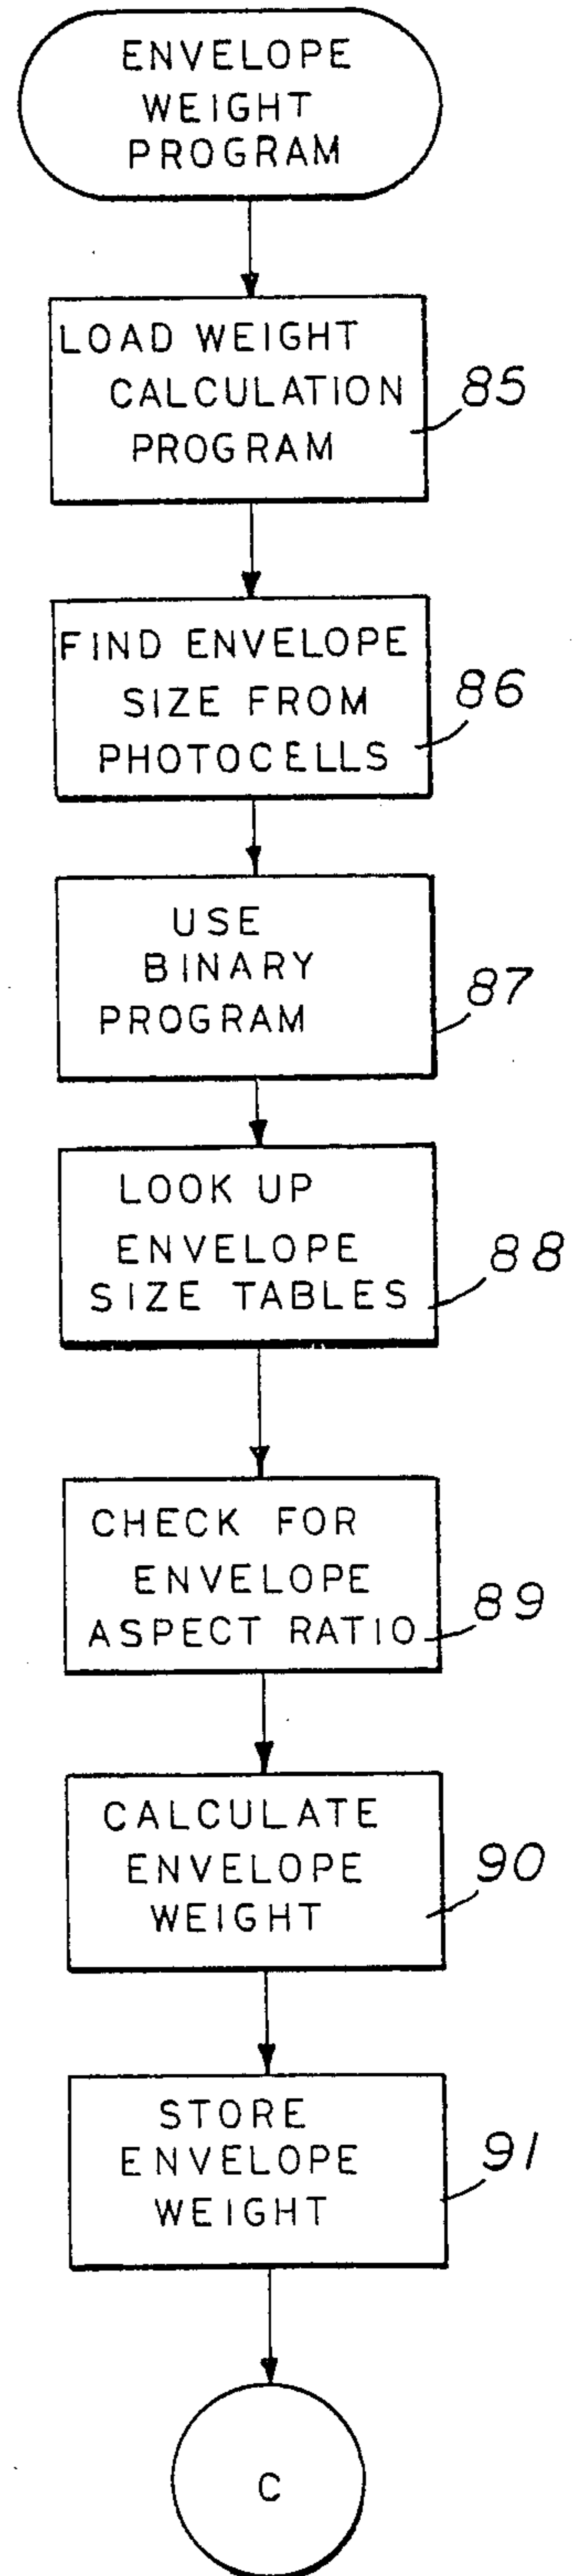 ENVELOPE
WEIGHT
PROGRAM
LOAD WEIGHT
CALCULATION
PROGRAM
85
FIND ENVELOPE
SIZE FROM
PHOTOCELLS
86
USE
BINARY
PROGRAM
87
LOOK UP
ENVELOPE
SIZE TABLES
88
CHECK FOR
ENVELOPE
ASPECT RATIO
89
CALCULATE
ENVELOPE
WEIGHT
90
STORE
ENVELOPE
WEIGHT
91
C